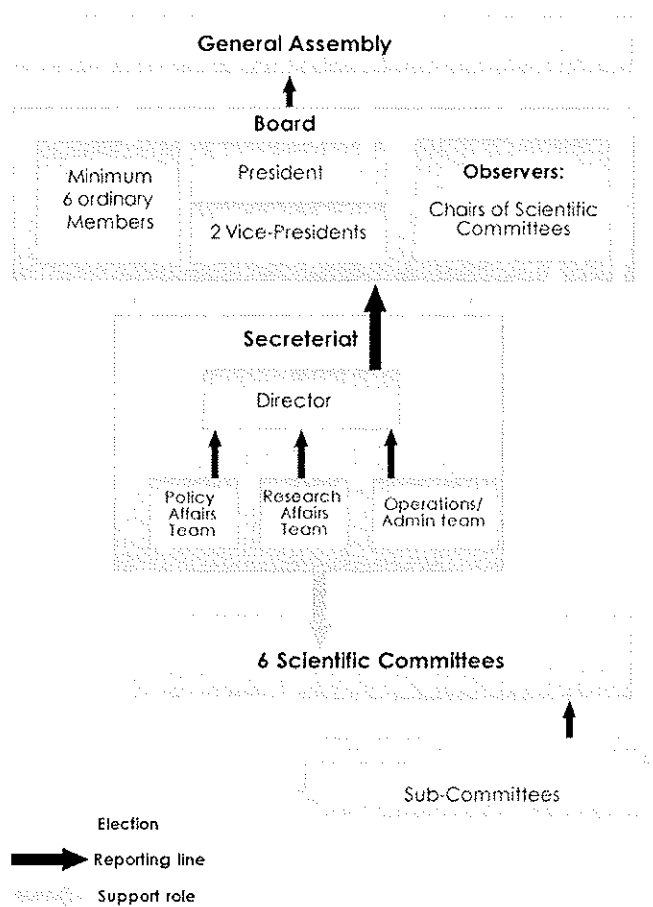 General Assembly
Board
Minimum
6 ordinary
Members
President
2 Vice-Presidents
Observers:
Chairs of Scientific
Committees
Secreteriat
Director
Policy
Affairs
Team
Research
Affairs
Team
Operations/
Admin team
6 Scientific Committees
Sub-Committees
Election
Reporting line
Support role